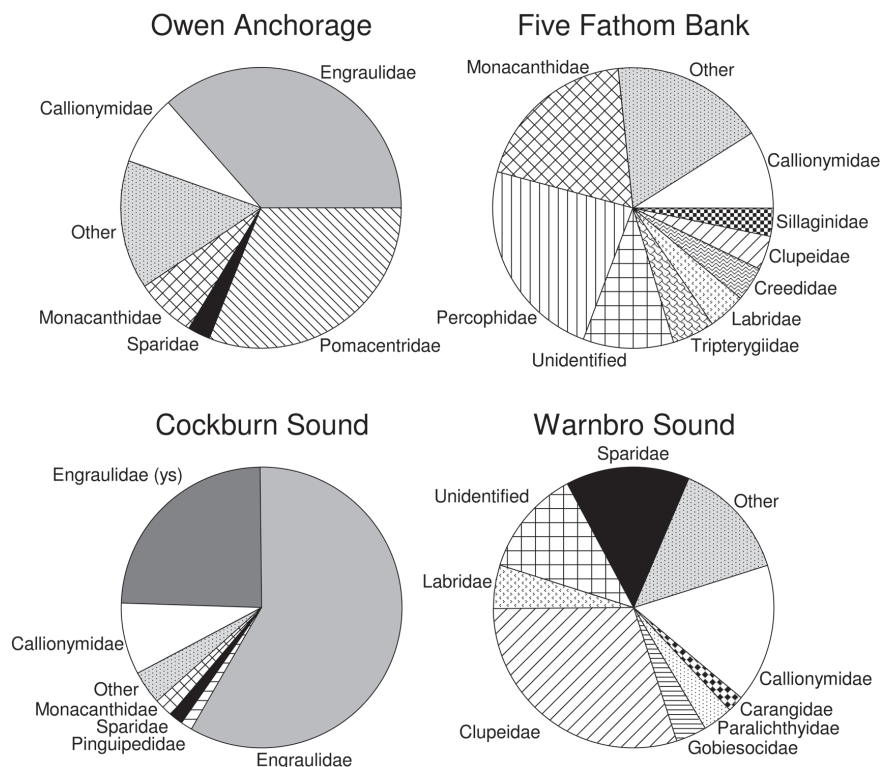 Owen Anchorage
Engraulidae
Callionymidae
Other
Monacanthidae
Sparidae
Pomacentridae
Five Fathom Bank
Monacanthidae
Other
Callionymidae
Sillaginidae
Clupeidae
Creedidae
Labridae
Tripterygiidae
Percophidae
Unidentified
Cockburn Sound
Engraulidae (ys)
Callionymidae
Other
Monacanthidae
Sparidae
Pinguipedidae
Engraulidae
Warnbro Sound
Sparidae
Unidentified
Other
Labridae
Callionymidae
Carangidae
Paralichthyidae
Clupeidae
Gobiesocidae